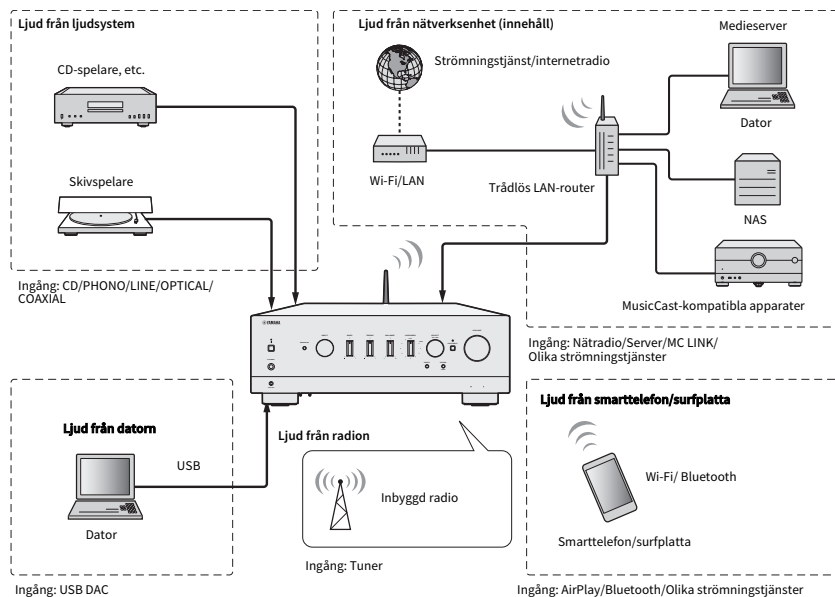 Ljud från ljudsystem
CD-spelare, etc.
Skivspelare
Ingång: CD/PHONO/LINE/OPTICAL/
COAXIAL
Ljud från nätverksenhet (innehåll)
Strömningstjänst/internetradio
Wi-Fi/LAN
Trådlös LAN-router
Medieserver
Dator
NAS
MusicCast-kompatibla apparater
Ingång: Nätradio/Server/MC LINK/
Olika strömningstjänster
YAMAHA
Ljud från datorn
USB
Dator
Ingång: USB DAC
Ljud från radion
Inbyggd radio
Ingång: Tuner
Ljud från smarttelefon/surfplatta
Wi-Fi/ Bluetooth
Smarttelefon/surfplatta
Ingång: AirPlay/Bluetooth/Olika strömningstjänster